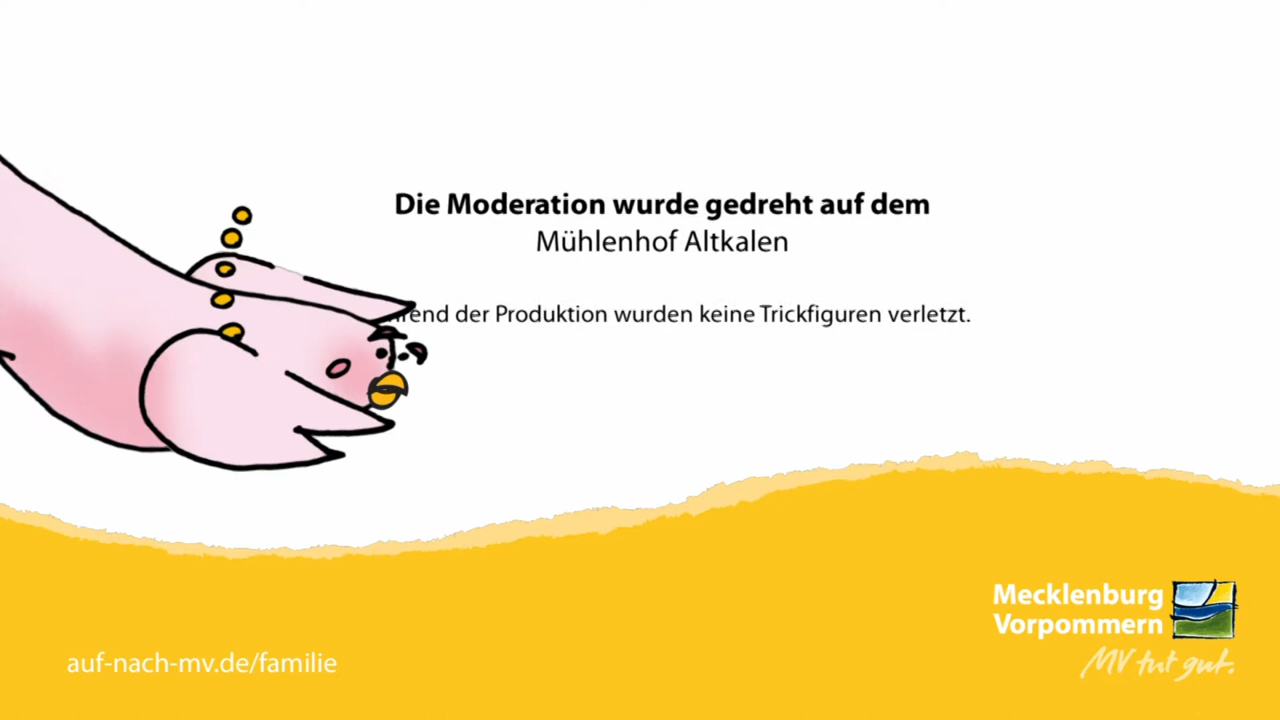 Die Moderation wurde gedreht auf dem
Mühlenhof Altkalen
der Produktion wurden keine Trickfiguren verletzt.
Mecklenburg
Vorpommern
MV tut gut.
auf-nach-mv.de/familie